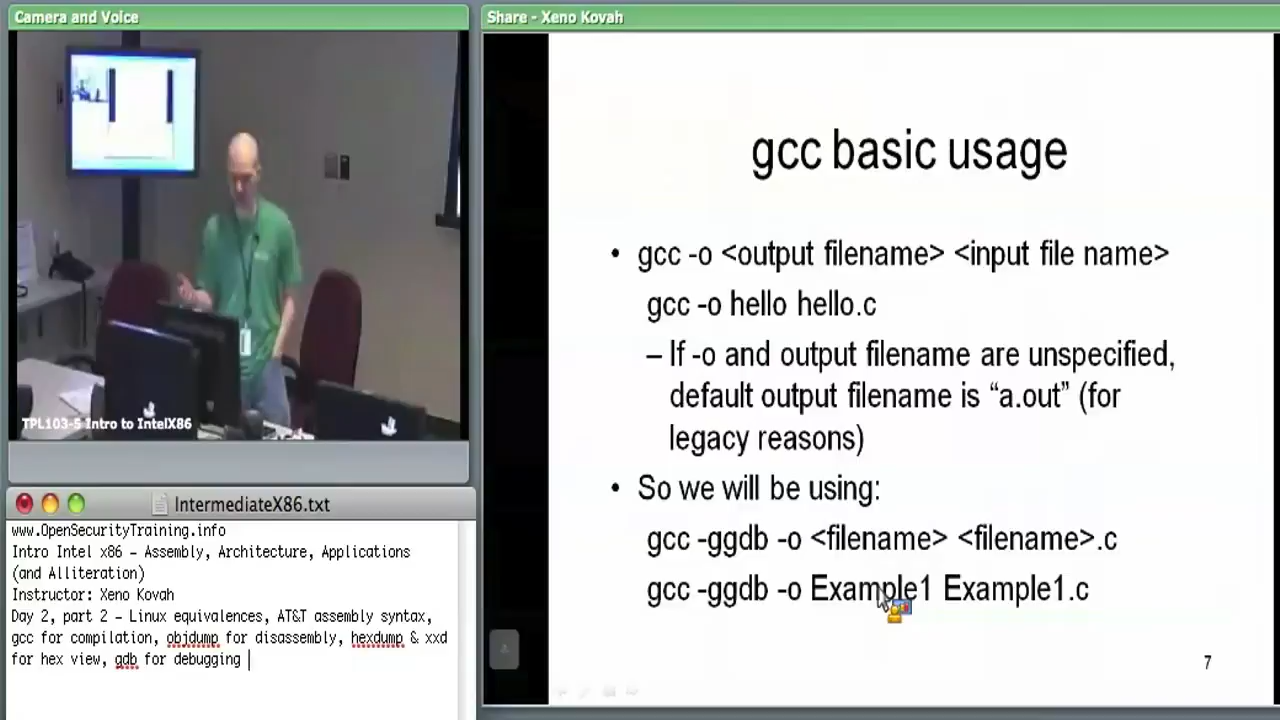 Camera and Voice
TPL103-5 Intro to IntelX86
IntermediateX86.txt
www.OpenSecurityTraining.info
Intro Intel x86 – Assembly, Architecture, Applications
(and Alliteration)
Instructor: Xeno Kovah
Day 2, part 2 – Linux equivalences, AT&T assembly syntax,
gcc for compilation, objdump for disassembly, hexdump & xxd
for hex view, gdb for debugging
Share - Xeno Kovah
gcc basic usage
• gcc -o <output filename> <input file name>
gcc -o hello hello.c
– If -o and output filename are unspecified,
default output filename is “a.out” (for
legacy reasons)
• So we will be using:
gcc -ggdb -o <filename> <filename>.c
gcc -ggdb -o Example1 Example1.c
7